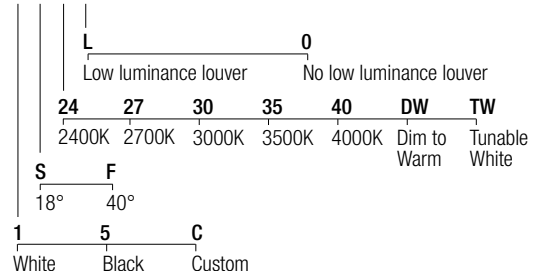 L 0
Low luminance louver No low luminance louver
24 27 30 35 40 DW TW
2400K 2700K 3000K 3500K 4000K Dim to Tunable
Warm White
S F
18° 40°
1 5 C
White Black Custom